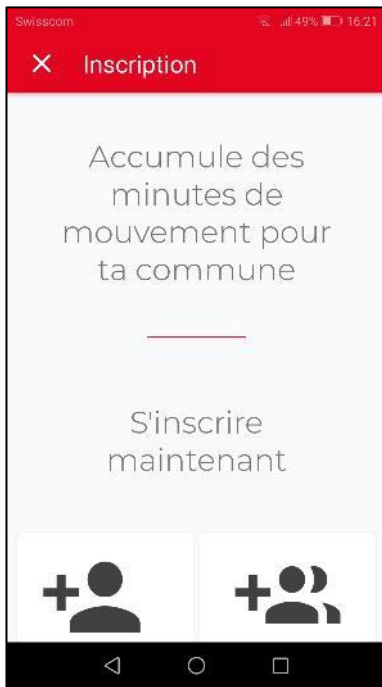 Swisscom 49% 16:21
Inscription
Accumule des
minutes de
mouvement pour
ta commune
S'inscrire
maintenant